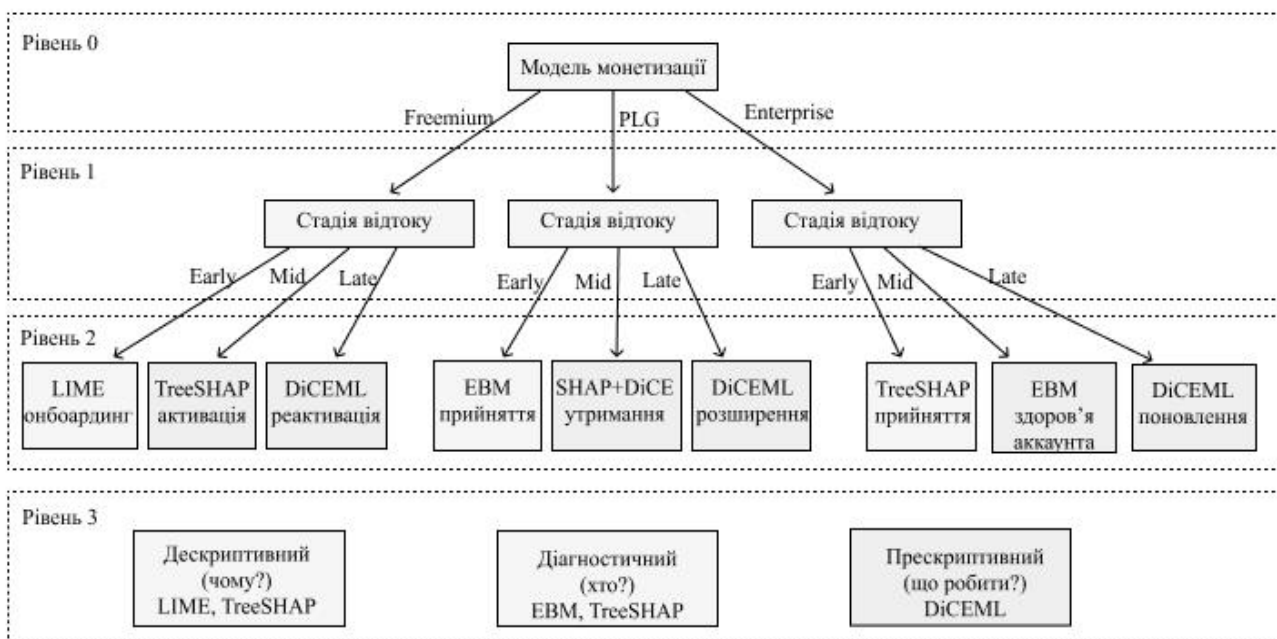 Рівень 0
Модель монетизації
Freemium
PLG
Enterprise
Рівень 1
Стадія відтоку
Стадія відтоку
Стадія відтоку
Early
Mid
Late
Early
Mid
Late
Early
Mid
Late
Рівень 2
LIME
онбоардинг
TreeSHAP
активація
DiCEML
реактивація
EBM
прийняття
SHAP+DiCE
утримання
DiCEML
розширення
TreeSHAP
прийняття
EBM
здоров’я
аккаунта
DiCEML
поновлення
Рівень 3
Дескриптивний
(чому?)
LIME, TreeSHAP
Діагностичний
(хто?)
EBM, TreeSHAP
Прескриптивний
(що робити?)
DiCEML